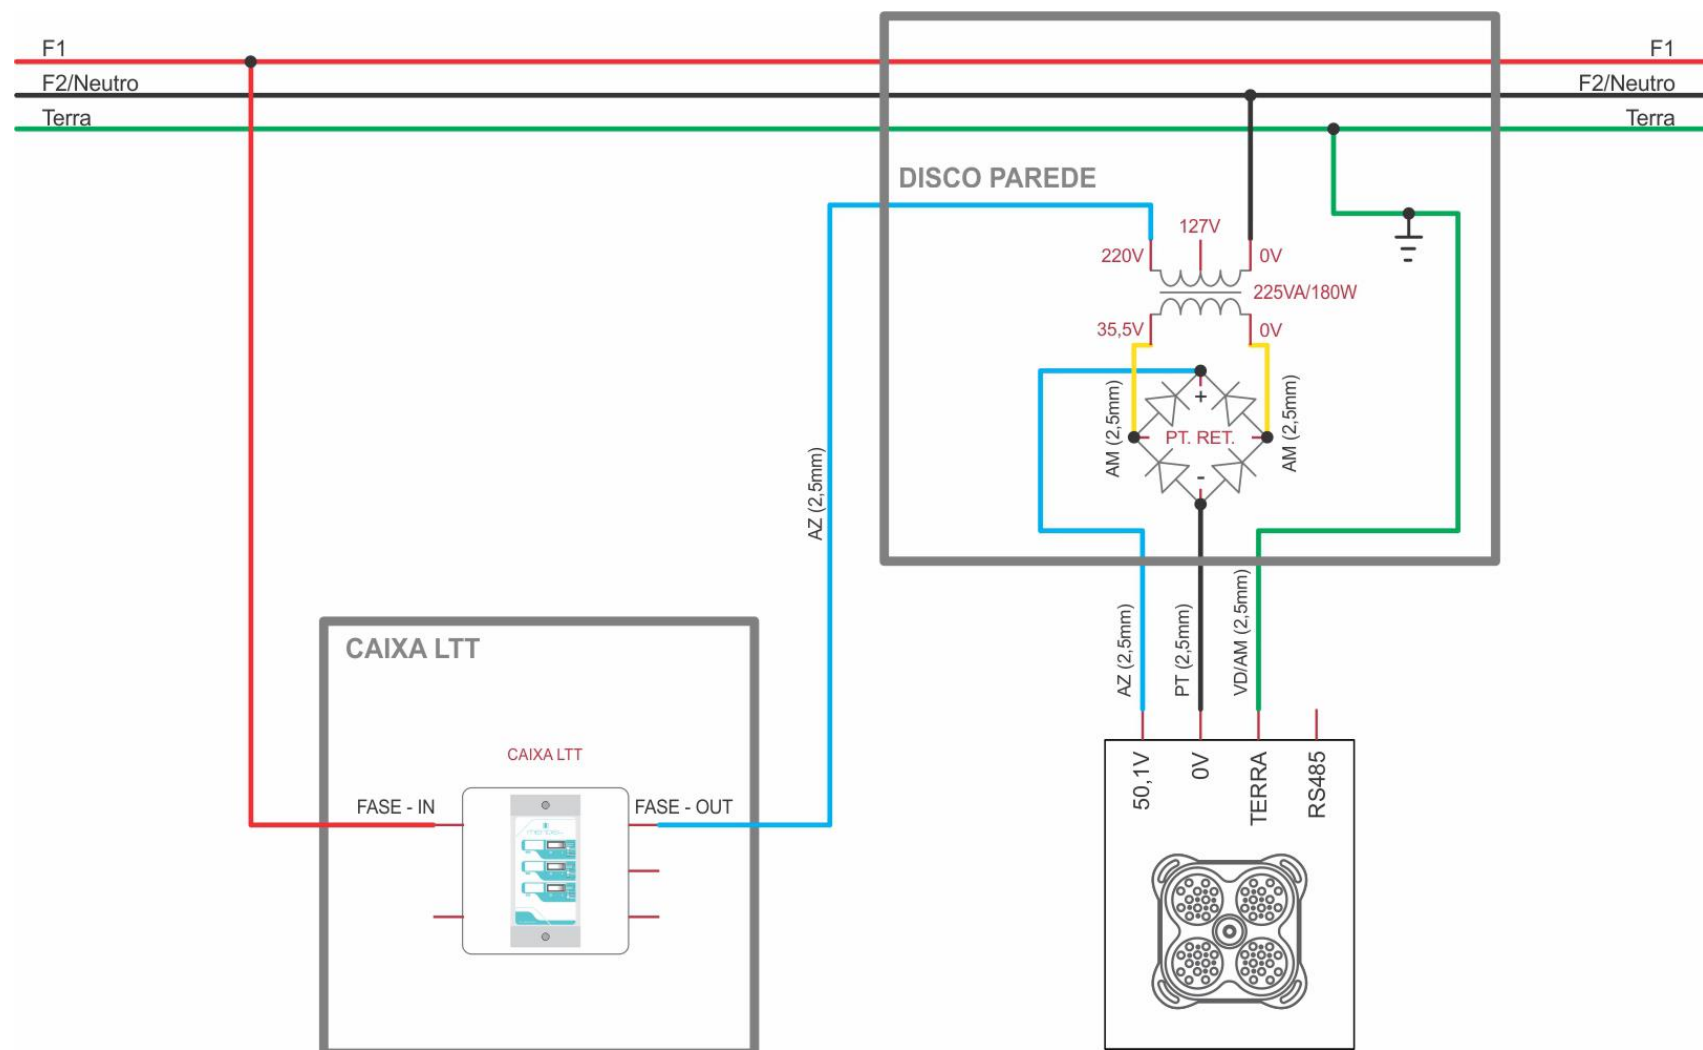 F1
F1
F2/Neutro
F2/Neutro
Terra
Terra
DISCO PAREDE
127V
220V
0V
225VA/180W
35,5V
0V
AM (2,5mm)
+
AM (2,5mm)
PT. RET.
-
AZ (2,5mm)
AZ (2,5mm)
PT (2,5mm)
VD/AM (2,5mm)
CAIXA LTT
CAIXA LTT
FASE - IN
FASE - OUT
50,1V
0V
TERRA
RS485